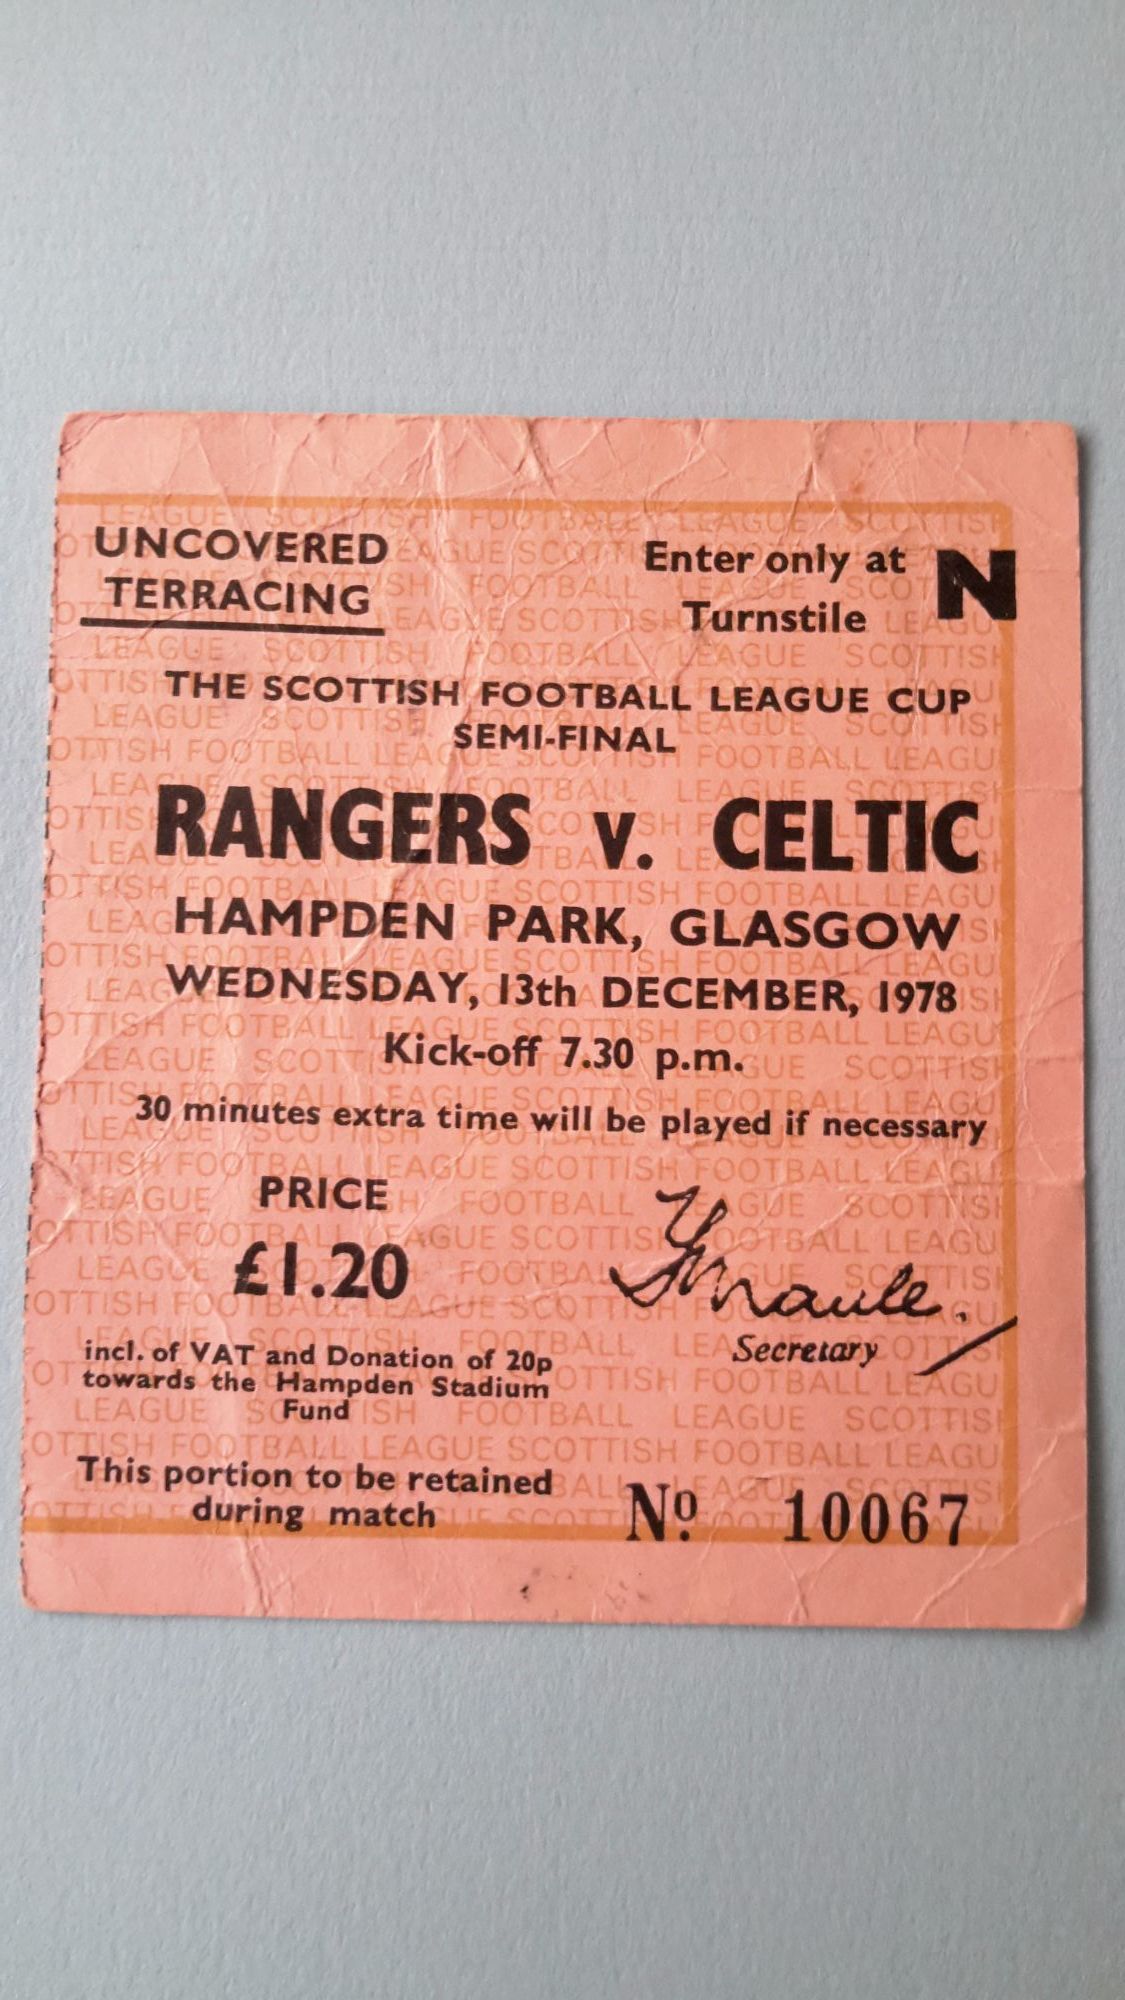 UNCOVERED
TERRACING
Enter only at N
Turnstile
THE SCOTTISH FOOTBALL LEAGUE CUP
SEMI-FINAL
RANGERS v. CELTIC
HAMPDEN PARK, GLASGOW
WEDNESDAY, 13th DECEMBER, 1978
Kick-off 7.30 p.m.
30 minutes extra time will be played if necessary
PRICE
£1.20
incl. of VAT and Donation of 20p
towards the Hampden Stadium
Fund
Maule.
Secretary
This portion to be retained
during match
Nº 10067